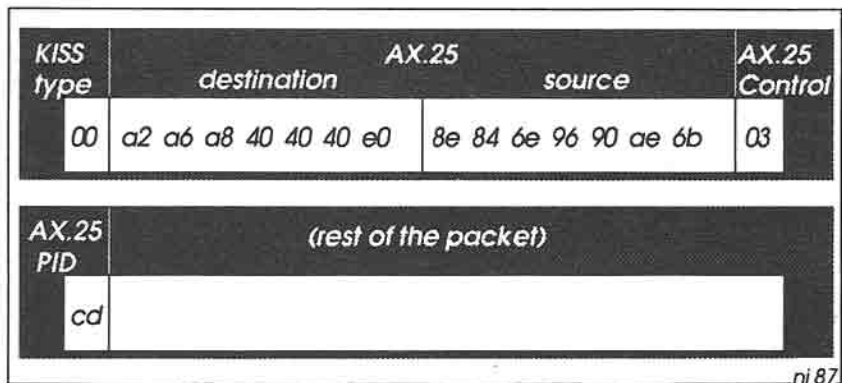 KISS AX.25 AX.25
type destination source Control
00 a2 a6 a8 40 40 40 e0 8e 84 6e 96 90 ae 6b 03
AX.25 (rest of the packet)
PID
cd
nj 87